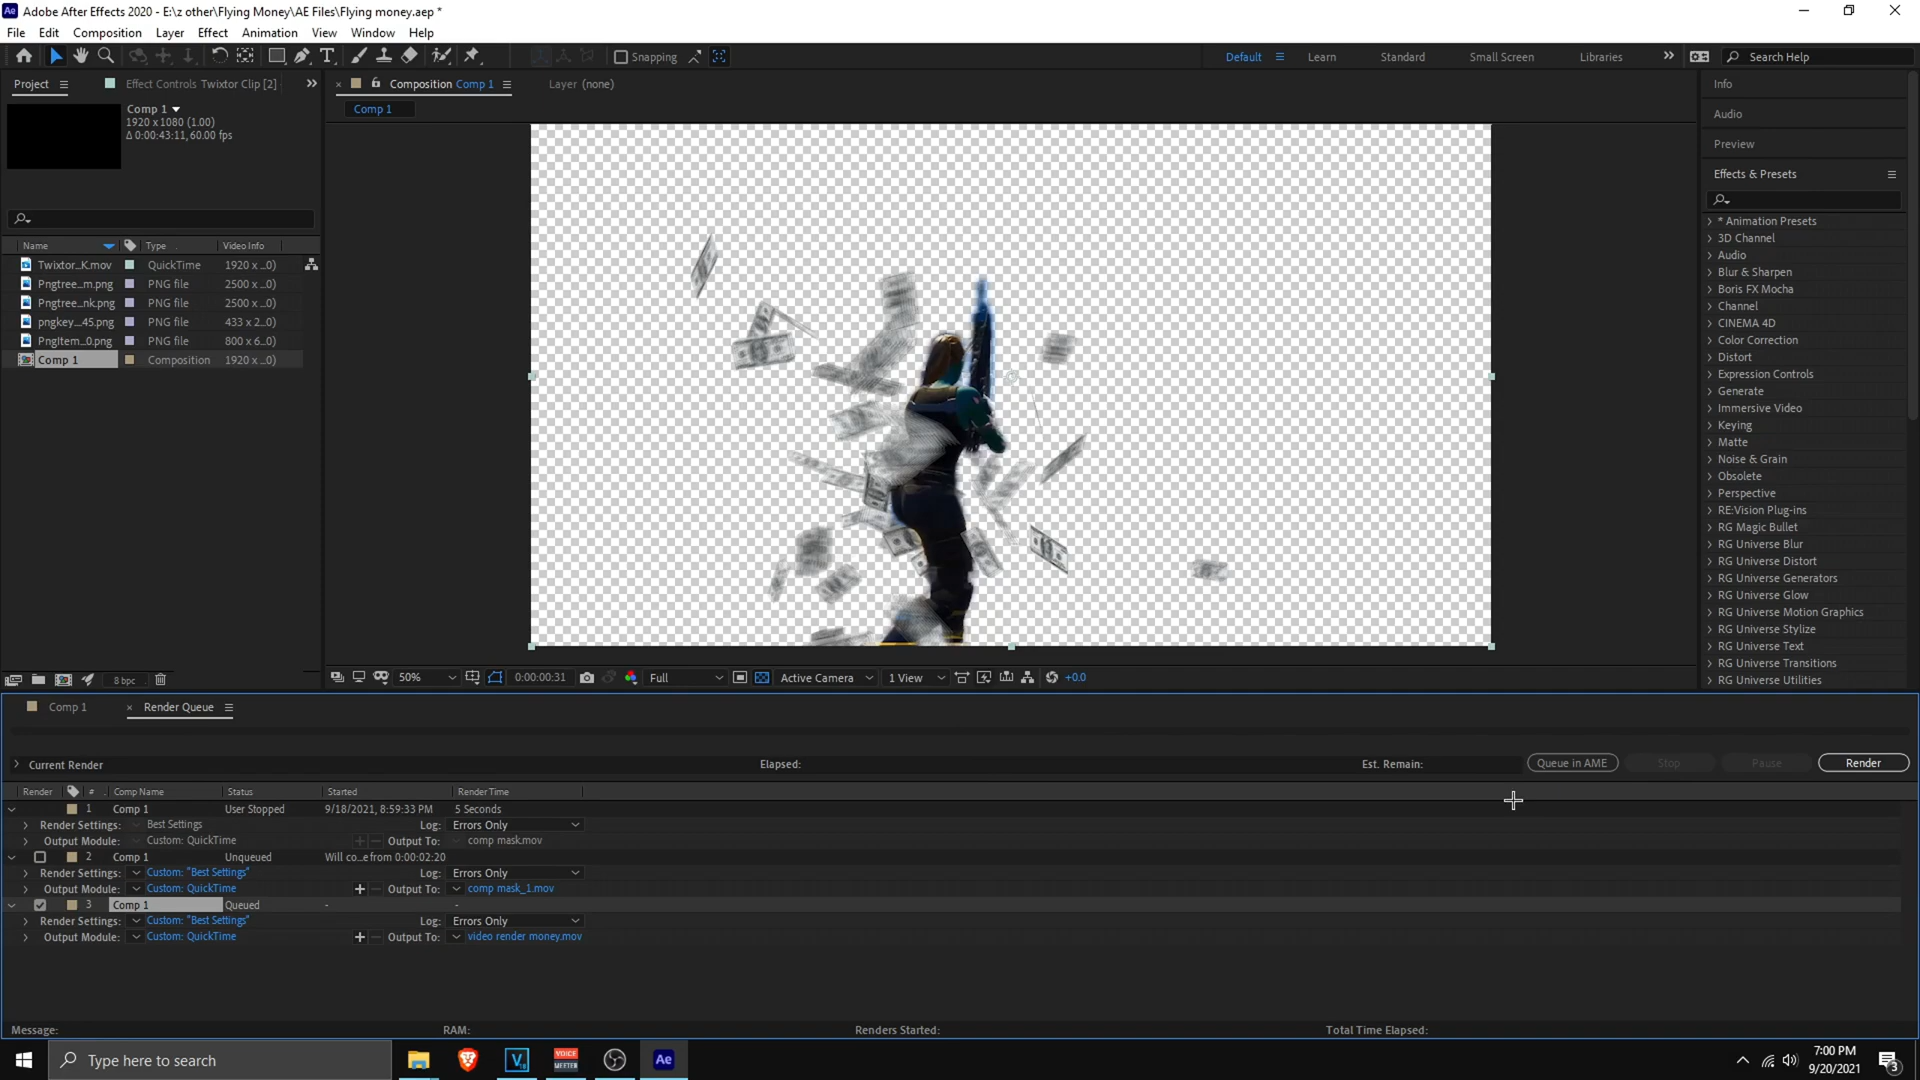 Adobe After Effects 2020 - E:\z other\Flying Money\AE Files\Flying money.aep *
File Edit Composition Layer Effect Animation View Window Help
Snapping Default Learn Standard Small Screen Libraries Search Help
Project Effect Controls Twixtor Clip [2] Composition Comp 1 Layer (none)
Comp 1
1920 x 1080 (1.00)
Δ 0:00:43:11, 60.00 fps
Comp 1
Name Type Video Info
Twixtor_K.mov QuickTime 1920 x ...0)
Pngtree_m.png PNG file 2500 x ...0)
Pngtree_nk.png PNG file 2500 x ...0)
pngkey_...45.png PNG file 433 x 2...0)
PngItem_0.png PNG file 800 x 6...0)
Comp 1 Composition 1920 x ...0)
8 bpc
50% 0:00:00:31 Full Active Camera 1 View +0.0
Info
Audio
Preview
Effects & Presets
* Animation Presets
3D Channel
Audio
Blur & Sharpen
Boris FX Mocha
Channel
CINEMA 4D
Color Correction
Distort
Expression Controls
Generate
Immersive Video
Keying
Matte
Noise & Grain
Obsolete
Perspective
RE:Vision Plug-ins
RG Magic Bullet
RG Universe Blur
RG Universe Distort
RG Universe Generators
RG Universe Glow
RG Universe Motion Graphics
RG Universe Stylize
RG Universe Text
RG Universe Transitions
RG Universe Utilities
Comp 1 Render Queue
Current Render Elapsed: Est. Remain: Queue in AME Stop Pause Render
Render # Comp Name Status Started Render Time
1 Comp 1 User Stopped 9/18/2021, 8:59:33 PM 5 Seconds
Render Settings: Best Settings Log: Errors Only
Output Module: Custom: QuickTime Output To: comp mask.mov
2 Comp 1 Unqueued Will co...e from 0:00:02:20
Render Settings: Custom: "Best Settings" Log: Errors Only
Output Module: Custom: QuickTime Output To: comp mask_1.mov
3 Comp 1 Queued - -
Render Settings: Custom: "Best Settings" Log: Errors Only
Output Module: Custom: QuickTime Output To: video render money.mov
Message: RAM: Renders Started: Total Time Elapsed:
Type here to search
VOICE MEETER
Ae
7:00 PM
9/20/2021
3